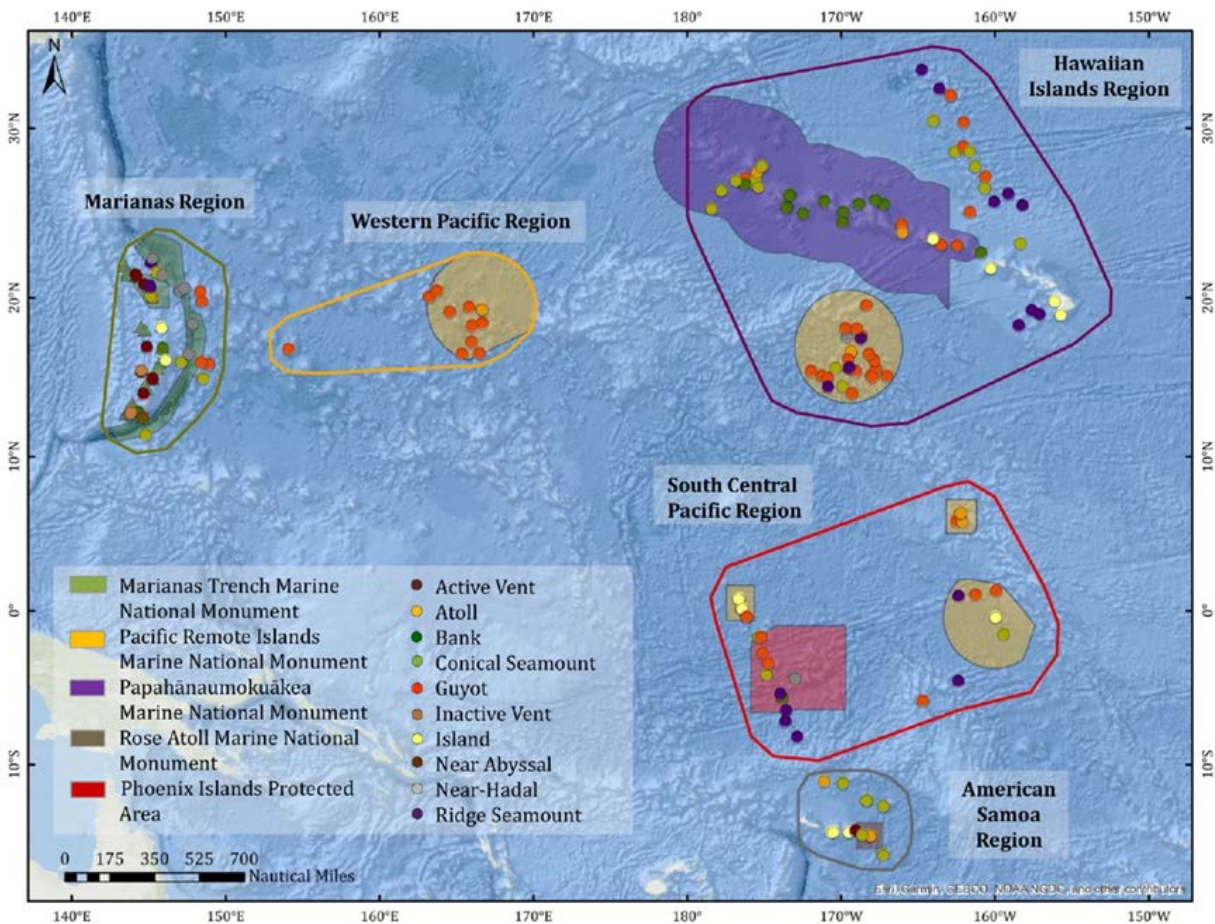 140°E 150°E 160°E 170°E 180° 170°W 160°W 150°W
N
Hawaiian
Islands Region
30°N 30°N
Marianas Region
Western Pacific Region
20°N 20°N
10°N 10°N
South Central
Pacific Region
0° 0°
10°S 10°S
Marianas Trench Marine
National Monument
Pacific Remote Islands
Marine National Monument
Papahānaumokuākea
Marine National Monument
Rose Atoll Marine National
Monument
Phoenix Islands Protected
Area
Active Vent
Atoll
Bank
Conical Seamount
Guyot
Inactive Vent
Island
Near Abyssal
Near-Hadal
Ridge Seamount
American
Samoa
Region
0 175 350 525 700
Nautical Miles
Esri, Garmin, GEBCO, NOAA NGDC, and other contributors
140°E 150°E 160°E 170°E 180° 170°W 160°W 150°W